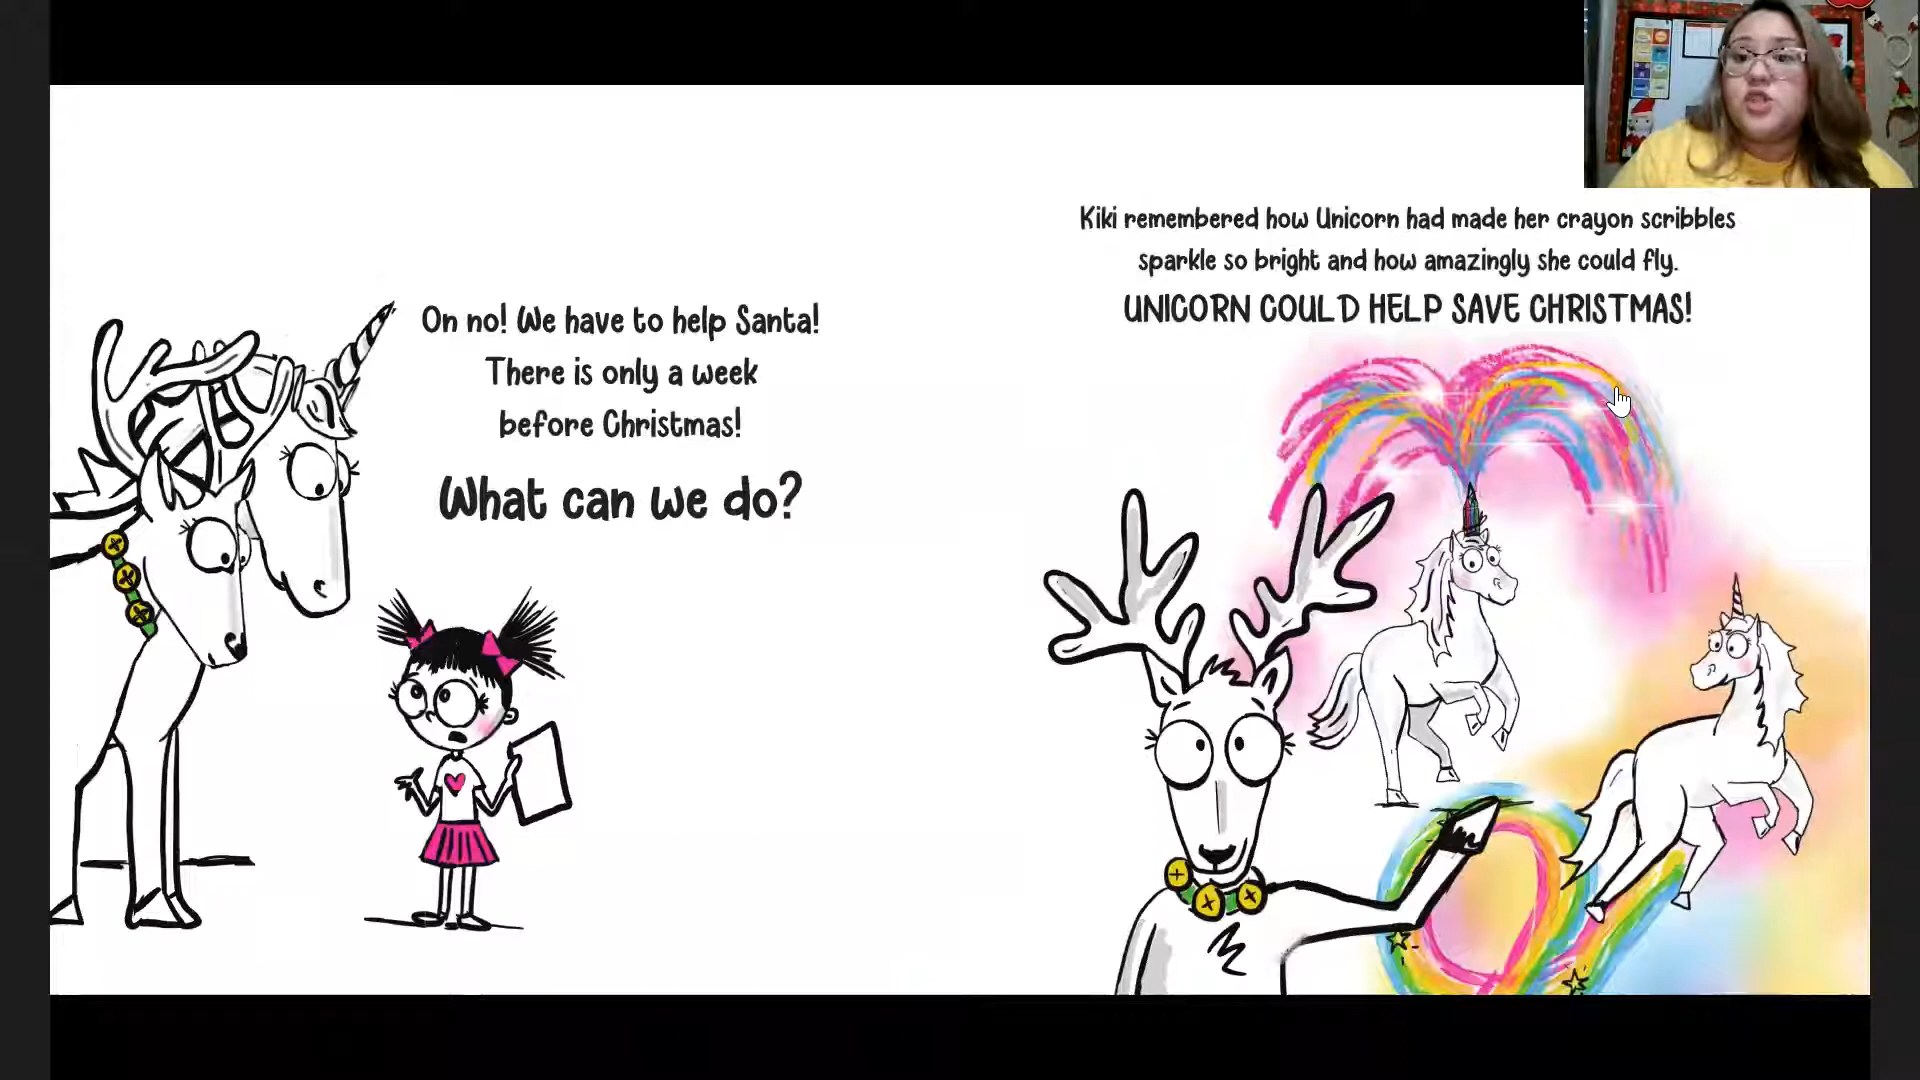 On no! We have to help Santa!
There is only a week
before Christmas!
What can we do?
Kiki remembered how Unicorn had made her crayon scribbles
sparkle so bright and how amazingly she could fly.
UNICORN COULD HELP SAVE CHRISTMAS!